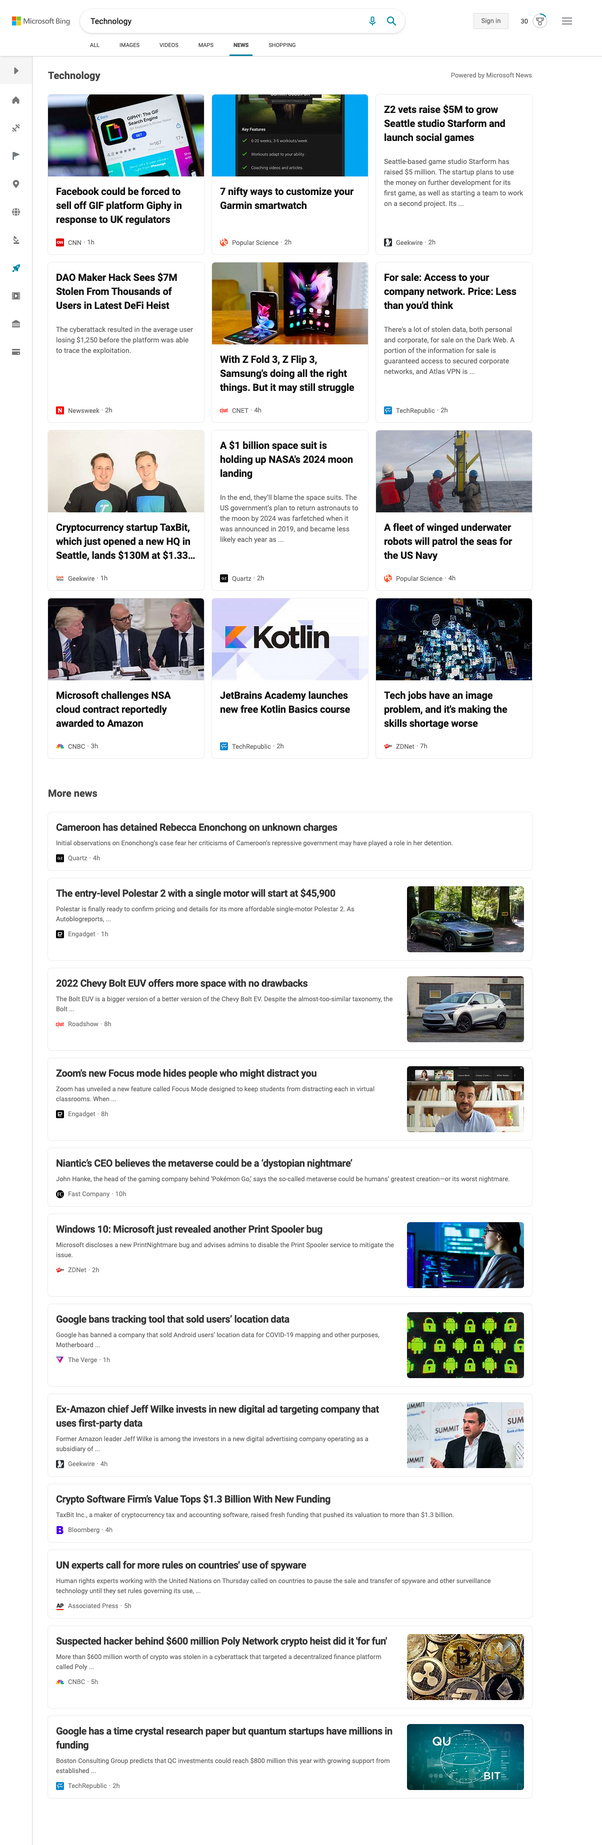 Microsoft Bing
Technology
Sign in
30
ALL IMAGES VIDEOS MAPS NEWS SHOPPING
Technology
Powered by Microsoft News
Facebook could be forced to
sell off GIF platform Giphy in
response to UK regulators
CNN · 1h
Key Features
7 nifty ways to customize your
Garmin smartwatch
Popular Science · 2h
Z2 vets raise $5M to grow
Seattle studio Starform and
launch social games
Seattle-based game studio Starform has
raised $5 million. The startup plans to use
the money on further development for its
first game, as well as starting a team to work
on a second project. Its ...
Geekwire · 2h
DAO Maker Hack Sees $7M
Stolen From Thousands of
Users in Latest DeFi Heist
The cyberattack resulted in the average user
losing $1,250 before the platform was able
to trace the exploitation.
Newsweek · 2h
With Z Fold 3, Z Flip 3,
Samsung's doing all the right
things. But it may still struggle
CNET · 4h
For sale: Access to your
company network. Price: Less
than you'd think
There's a lot of stolen data, both personal
and corporate, for sale on the Dark Web. A
portion of the information for sale is
guaranteed access to secured corporate
networks, and Atlas VPN is ...
TechRepublic · 2h
Cryptocurrency startup TaxBit,
which just opened a new HQ in
Seattle, lands $130M at $1.33...
Geekwire · 1h
A $1 billion space suit is
holding up NASA's 2024 moon
landing
In the end, they'll blame the space suits. The
US government's plan to return astronauts to
the moon by 2024 was farfetched when it
was announced in 2019, and became less
likely each year as ...
Quartz · 2h
A fleet of winged underwater
robots will patrol the seas for
the US Navy
Popular Science · 4h
Microsoft challenges NSA
cloud contract reportedly
awarded to Amazon
CNBC · 3h
Kotlin
JetBrains Academy launches
new free Kotlin Basics course
TechRepublic · 2h
Tech jobs have an image
problem, and it's making the
skills shortage worse
ZDNet · 7h
More news
Cameroon has detained Rebecca Enonchong on unknown charges
Initial observations on Enonchong's case fear her criticisms of Cameroon's repressive government may have played a role in her detention.
Quartz · 4h
The entry-level Polestar 2 with a single motor will start at $45,900
Polestar is finally ready to confirm pricing and details for its more affordable single-motor Polestar 2. As
Autoblogreports, ...
Engadget · 1h
2022 Chevy Bolt EUV offers more space with no drawbacks
The Bolt EUV is a bigger version of a better version of the Chevy Bolt EV. Despite the almost-too-similar taxonomy, the
Bolt ...
Roadshow · 8h
Zoom's new Focus mode hides people who might distract you
Zoom has unveiled a new feature called Focus Mode designed to keep students from distracting each in virtual
classrooms. When ...
Engadget · 8h
Niantic's CEO believes the metaverse could be a 'dystopian nightmare'
John Hanke, the head of the gaming company behind 'Pokémon Go,' says the so-called metaverse could be humans' greatest creation—or its worst nightmare.
Fast Company · 10h
Windows 10: Microsoft just revealed another Print Spooler bug
Microsoft discloses a new PrintNightmare bug and advises admins to disable the Print Spooler service to mitigate the
issue.
ZDNet · 2h
Google bans tracking tool that sold users' location data
Google has banned a company that sold Android users' location data for COVID-19 mapping and other purposes,
Motherboard ...
The Verge · 1h
Ex-Amazon chief Jeff Wilke invests in new digital ad targeting company that
uses first-party data
Former Amazon leader Jeff Wilke is among the investors in a new digital advertising company operating as a
subsidiary of ...
Geekwire · 4h
SUMMIT
Crypto Software Firm's Value Tops $1.3 Billion With New Funding
TaxBit Inc., a maker of cryptocurrency tax and accounting software, raised fresh funding that pushed its valuation to more than $1.3 billion.
Bloomberg · 4h
UN experts call for more rules on countries' use of spyware
Human rights experts working with the United Nations on Thursday called on countries to pause the sale and transfer of spyware and other surveillance
technology until they set rules governing its use, ...
Associated Press · 5h
Suspected hacker behind $600 million Poly Network crypto heist did it 'for fun'
More than $600 million worth of crypto was stolen in a cyberattack that targeted a decentralized finance platform
called Poly ...
CNBC · 5h
Google has a time crystal research paper but quantum startups have millions in
funding
Boston Consulting Group predicts that QC investments could reach $800 million this year with growing support from
established ...
TechRepublic · 2h
QU
BIT